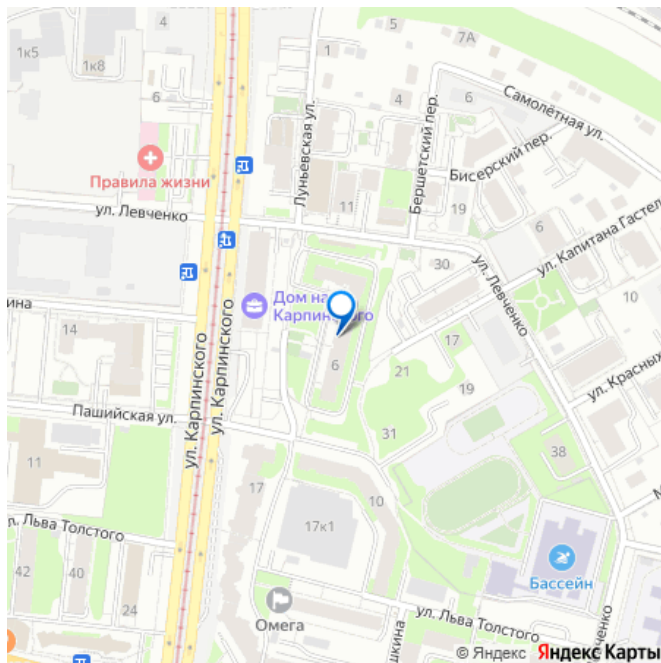 4
5
7А
1
1к5
1к8
6
4
6
Самолётная ул.
Луньевская ул.
Бершетский пер.
Бисерский пер.
Правила жизни
ул. Левченко
11
19
6
ул. Капитана Гастел
30
ул. Левченко
10
Дом на
Карпинского
ина
14
17
6
21
19
ул. Красных
ул. Карпинского
ул. Карпинского
Пашийская ул.
31
11
38
17
10
17к1
л. Льва Толстого
42
40
24
Бассейн
Омега
ул. Льва Толстого
шкина
ченко
© Яндекс Яндекс Карты